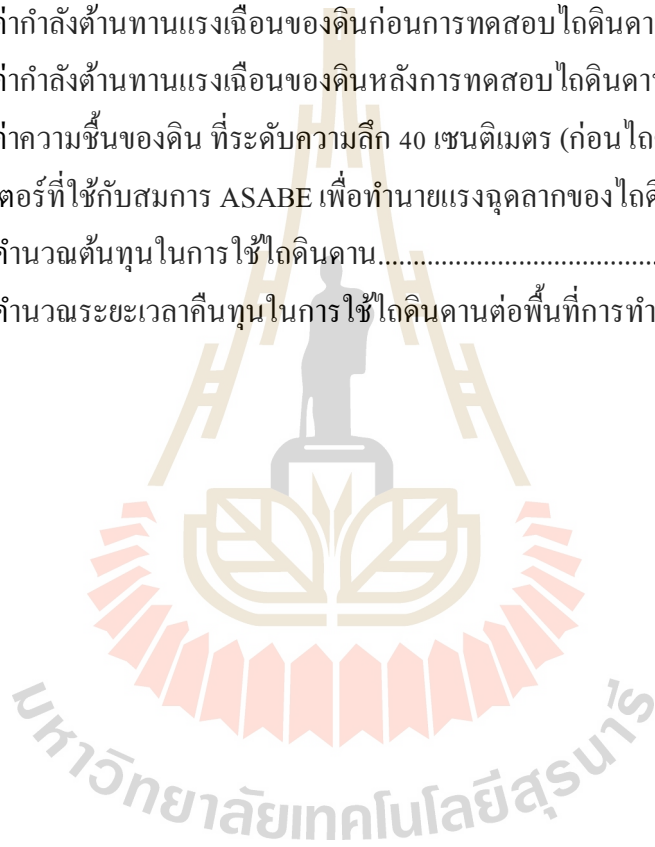 ค่ากำลังต้านทานแรงเฉือนของดินก่อนการทดสอบไถดินดา
ค่ากำลังต้านทานแรงเฉือนของดินหลังการทดสอบไถดินดา
ค่าความชื้นของดิน ที่ระดับความลึก 40 เซนติเมตร (ก่อนไถ
เตอร์ที่ใช้กับสมการ ASABE เพื่อทำนายแรงฉุดลากของไถดิ
คำนวณต้นทุนในการใช้ไถดินดาน....................................
คำนวณระยะเวลาคืนทุนในการใช้ไถดินดานต่อพื้นที่การทำ
มหาวิทยาลัยเทคโนโลยีสุรนารี